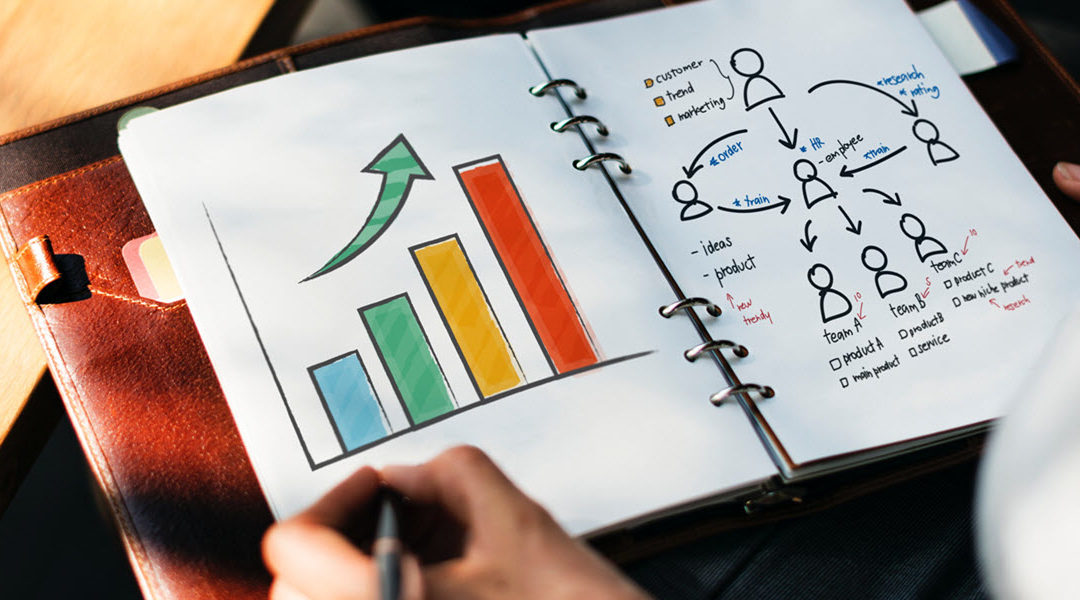 customer
trend
marketing
*research
*rating
*order
* HR
- employee
*train
* train
- ideas
- product
new
trendy
10
team A
5
team B
10
team C
product A
main product
product B
service
product C
new niche product
trend
research